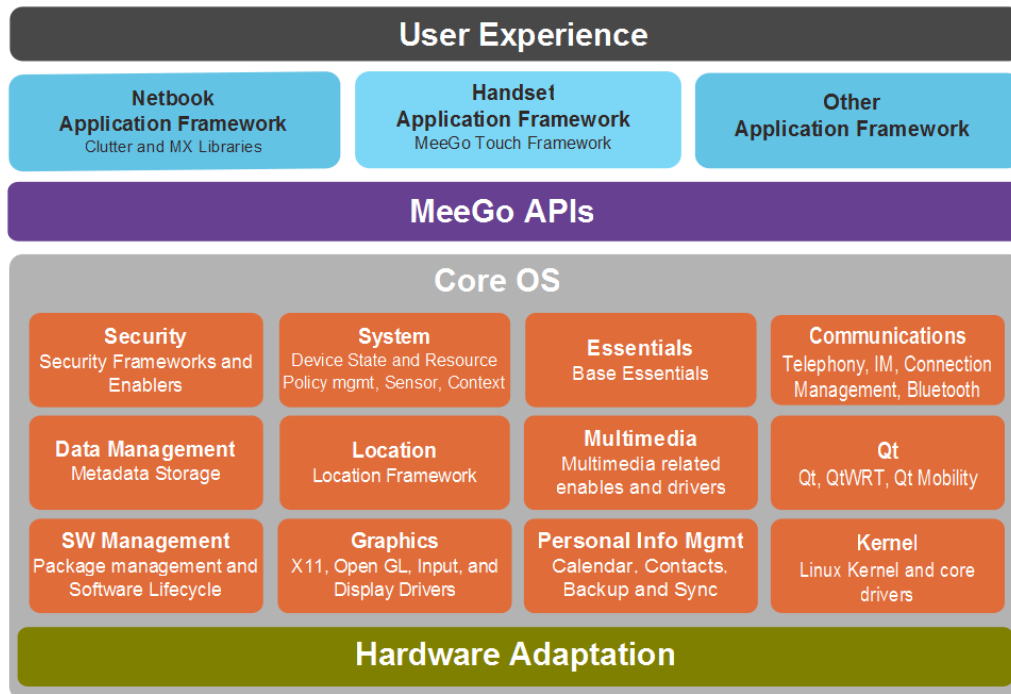 User Experience
Netbook
Application Framework
Clutter and MX Libraries
Handset
Application Framework
MeeGo Touch Framework
Other
Application Framework
MeeGo APIs
Core OS
Security
Security Frameworks and
Enablers
System
Device State and Resource
Policy mgmt, Sensor, Context
Essentials
Base Essentials
Communications
Telephony, IM, Connection
Management, Bluetooth
Data Management
Metadata Storage
Location
Location Framework
Multimedia
Multimedia related
enables and drivers
Qt
Qt, QtWRT, Qt Mobility
SW Management
Package management and
Software Lifecycle
Graphics
X11, Open GL, Input, and
Display Drivers
Personal Info Mgmt
Calendar, Contacts,
Backup and Sync
Kernel
Linux Kernel and core
drivers
Hardware Adaptation